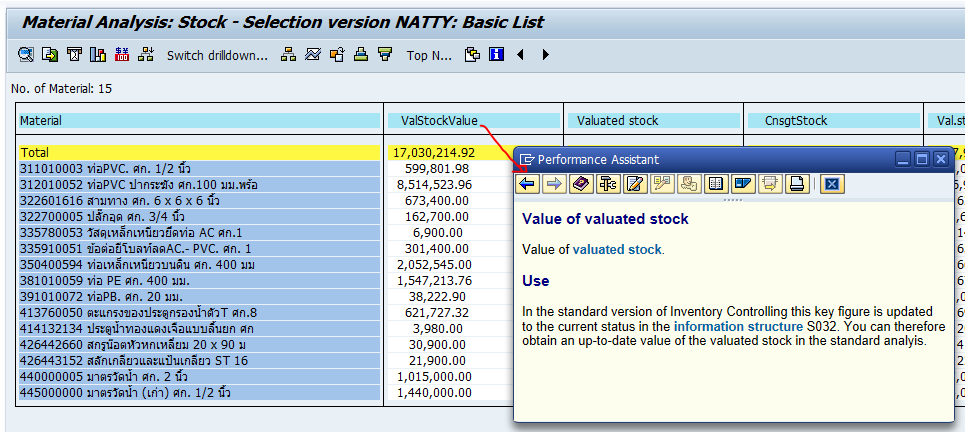 Material Analysis: Stock - Selection version NATTY: Basic List
Switch drilldown... Top N...
No. of Material: 15
Material ValStockValue Valuated stock CnsgtStock Val.st
Total 17,030,214.92
311010003 ท่อPVC. ศก. 1/2 นิ้ว 599,801.98
312010052 ท่อPVC ปากระฆัง ศก.100 มม.พร้อ 8,514,523.96
322601616 สามทาง ศก. 6 x 6 x 6 นิ้ว 673,400.00
322700005 ปลั๊กอุด ศก. 3/4 นิ้ว 162,700.00
335780053 วัสดุเหล็กเหนียวยึดท่อ AC ศก.1 6,900.00
335910051 ข้อต่อยีโบลท์ลดAC.- PVC. ศก. 1 301,400.00
350400594 ท่อเหล็กเหนียวบนดิน ศก. 400 มม 2,052,545.00
381010059 ท่อ PE ศก. 400 มม. 1,547,213.76
391010072 ท่อPB. ศก. 20 มม. 38,222.90
413760050 ตะแกรงของประตูกรองน้ำตัวT ศก.8 621,727.32
414132134 ประตูน้ำทองแดงเจือแบบลิ้นยก ศก 3,980.00
426442660 สกรูน๊อตหัวหกเหลี่ยม 20 x 90 ม 30,900.00
426443152 สลักเกลียวและแป้นเกลียว ST 16 21,900.00
440000005 มาตรวัดน้ำ ศก. 2 นิ้ว 1,015,000.00
445000000 มาตรวัดน้ำ (เก่า) ศก. 1/2 นิ้ว 1,440,000.00
Performance Assistant
Value of valuated stock
Value of valuated stock.
Use
In the standard version of Inventory Controlling this key figure is updated
to the current status in the information structure S032. You can therefore
obtain an up-to-date value of the valuated stock in the standard analyis.